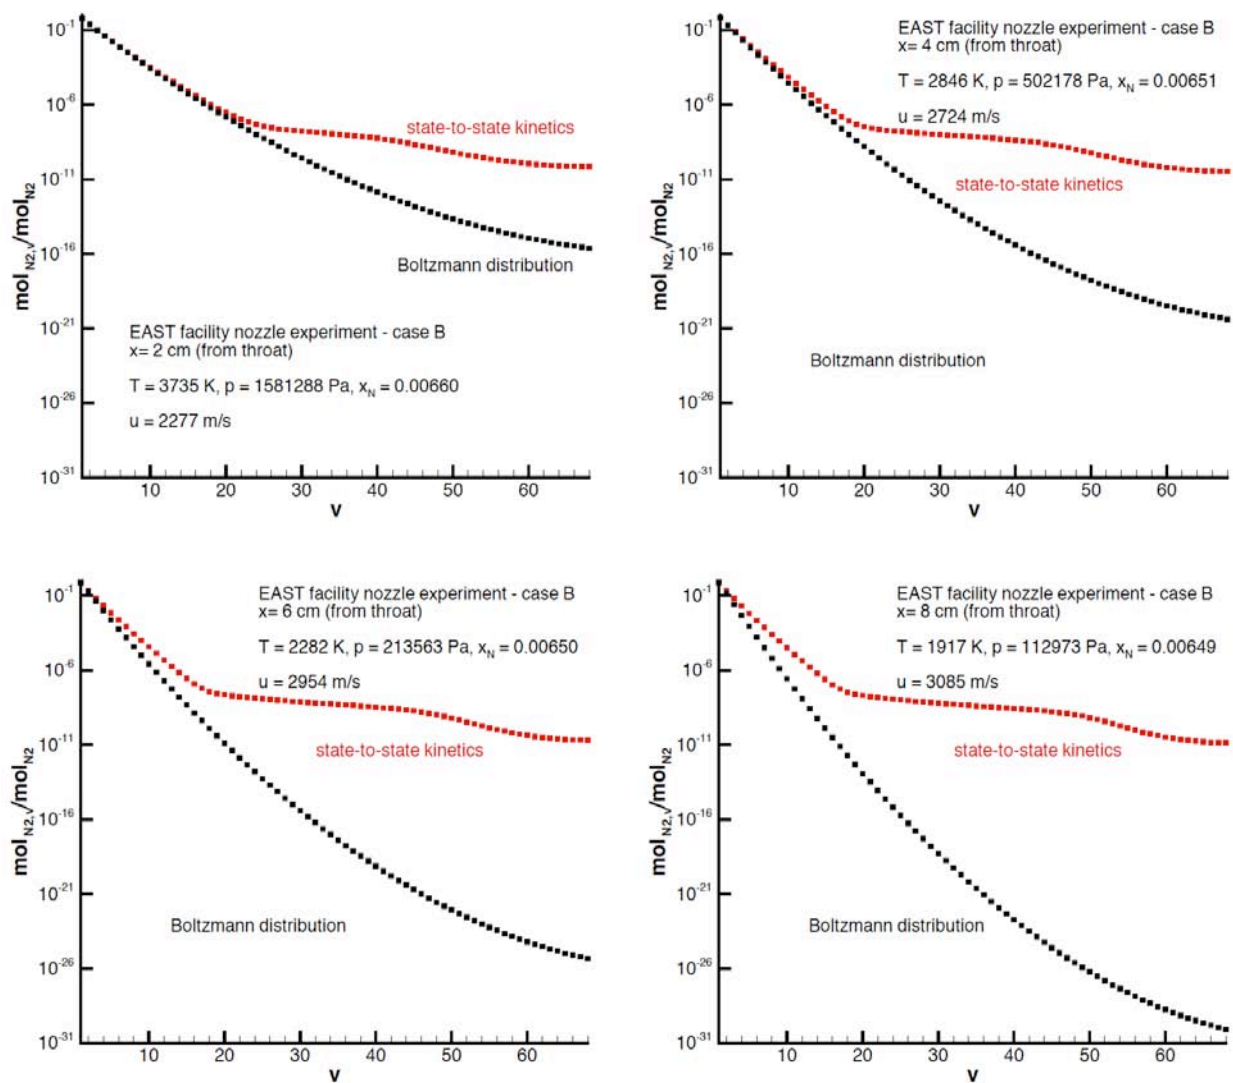 10^-1
10^-6
10^-11
10^-16
10^-21
10^-26
10^-31
mol_N2,v/mol_N2
state-to-state kinetics
Boltzmann distribution
EAST facility nozzle experiment - case B
x= 2 cm (from throat)
T = 3735 K, p = 1581288 Pa, x_N = 0.00660
u = 2277 m/s
10 20 30 40 50 60
v
10^-1
10^-6
10^-11
10^-16
10^-21
10^-26
10^-31
mol_N2,v/mol_N2
EAST facility nozzle experiment - case B
x= 4 cm (from throat)
T = 2846 K, p = 502178 Pa, x_N = 0.00651
u = 2724 m/s
state-to-state kinetics
Boltzmann distribution
10 20 30 40 50 60
v
10^-1
10^-6
10^-11
10^-16
10^-21
10^-26
10^-31
mol_N2,v/mol_N2
EAST facility nozzle experiment - case B
x= 6 cm (from throat)
T = 2282 K, p = 213563 Pa, x_N = 0.00650
u = 2954 m/s
state-to-state kinetics
Boltzmann distribution
10 20 30 40 50 60
v
10^-1
10^-6
10^-11
10^-16
10^-21
10^-26
10^-31
mol_N2,v/mol_N2
EAST facility nozzle experiment - case B
x= 8 cm (from throat)
T = 1917 K, p = 112973 Pa, x_N = 0.00649
u = 3085 m/s
state-to-state kinetics
Boltzmann distribution
10 20 30 40 50 60
v